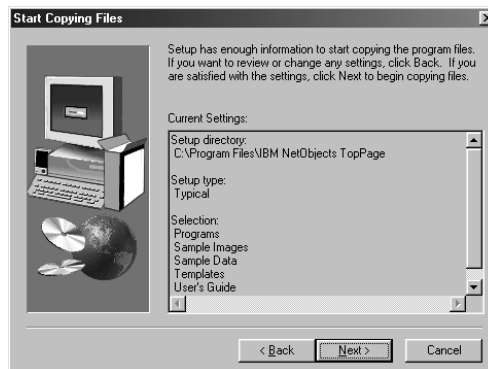 Start Copying Files
Setup has enough information to start copying the program files.
If you want to review or change any settings, click Back. If you
are satisfied with the settings, click Next to begin copying files.
Current Settings:
Setup directory:
C:\Program Files\IBM NetObjects TopPage
Setup type:
Typical
Selection:
Programs
Sample Images
Sample Data
Templates
User's Guide
< Back
Next >
Cancel